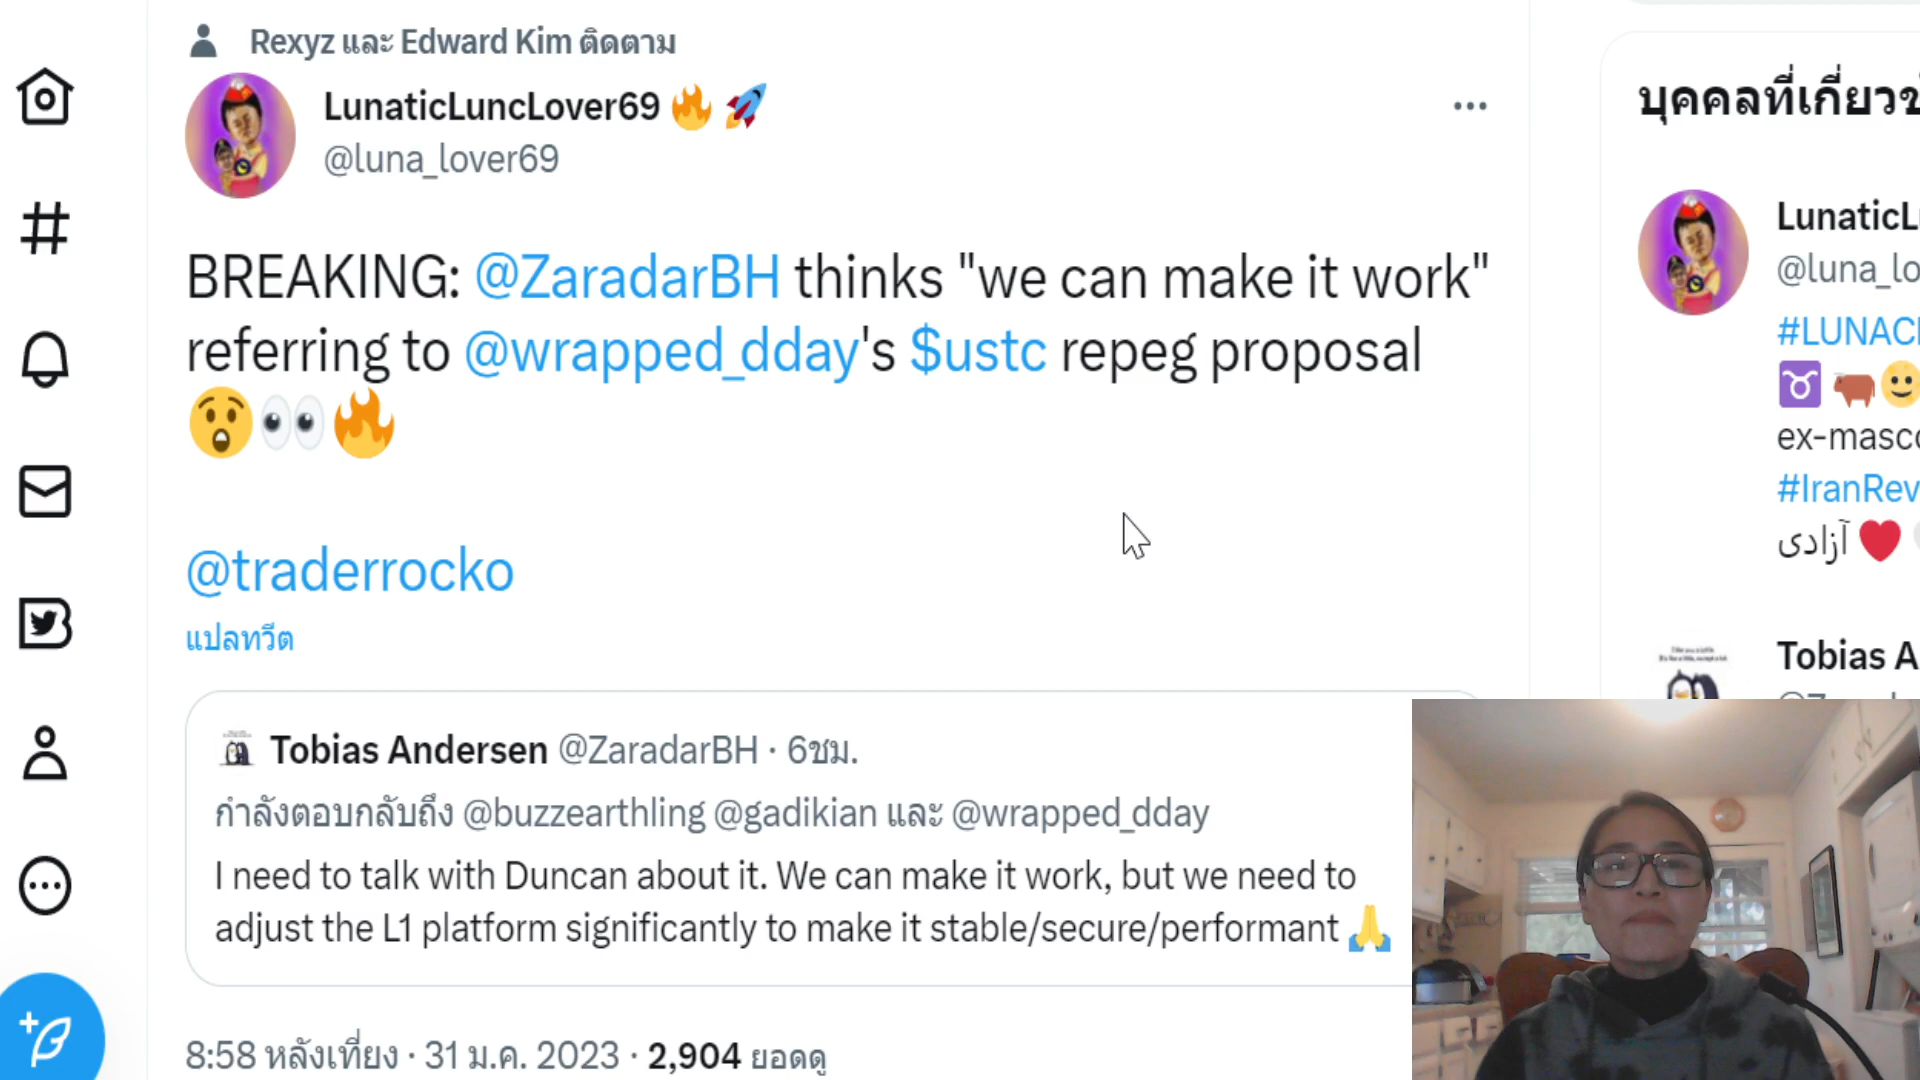 Rexyz และ Edward Kim ติดตาม
LunaticLuncLover69 🔥 🚀
@luna_lover69
BREAKING: @ZaradarBH thinks "we can make it work"
referring to @wrapped_dday's $ustc repeg proposal
😲👀🔥
@traderrocko
แปลทวีต
Tobias Andersen @ZaradarBH · 6ชม.
กำลังตอบกลับถึง @buzzearthling @gadikian และ @wrapped_dday
I need to talk with Duncan about it. We can make it work, but we need to
adjust the L1 platform significantly to make it stable/secure/performant 🙏
8:58 หลังเที่ยง · 31 ม.ค. 2023 · 2,904 ยอดดู
บุคคลที่เกี่ยวข
LunaticL
@luna_lo
#LUNAC
♉ 🐂 😀
ex-masc
#IranRev
آزادی ❤️
Tobias A